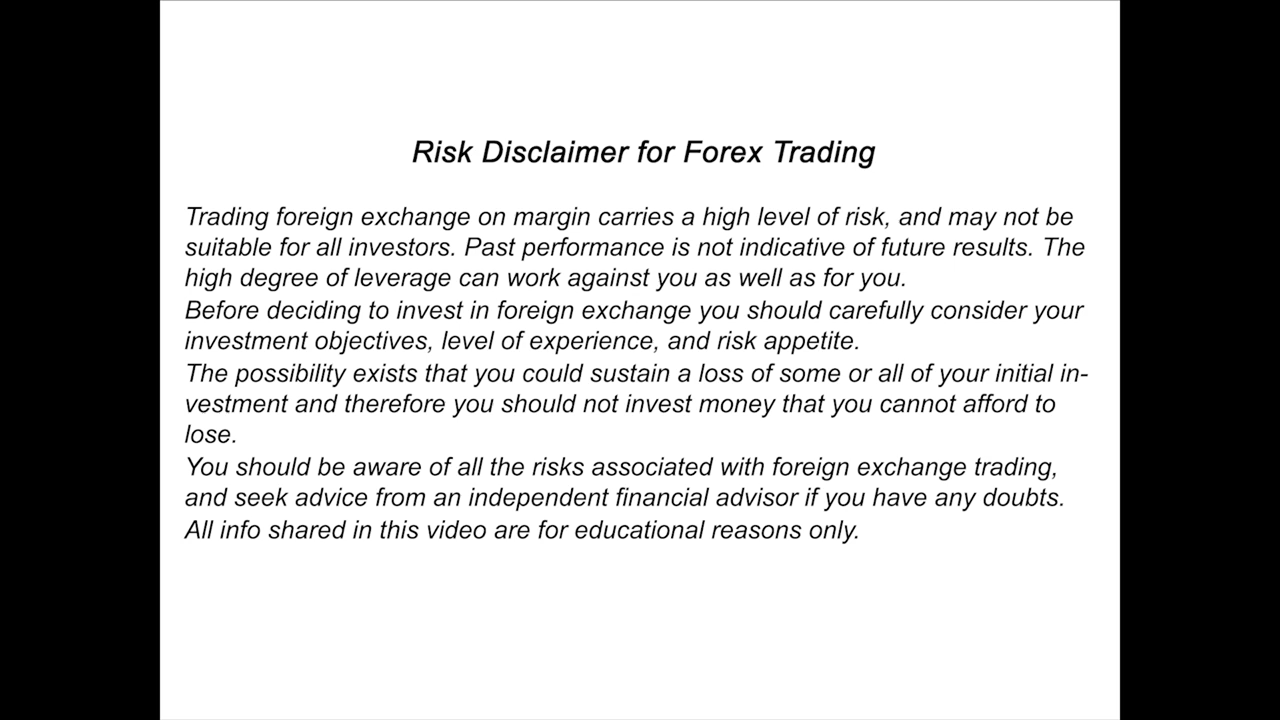 Risk Disclaimer for Forex Trading
Trading foreign exchange on margin carries a high level of risk, and may not be
suitable for all investors. Past performance is not indicative of future results. The
high degree of leverage can work against you as well as for you.
Before deciding to invest in foreign exchange you should carefully consider your
investment objectives, level of experience, and risk appetite.
The possibility exists that you could sustain a loss of some or all of your initial in-
vestment and therefore you should not invest money that you cannot afford to
lose.
You should be aware of all the risks associated with foreign exchange trading,
and seek advice from an independent financial advisor if you have any doubts.
All info shared in this video are for educational reasons only.